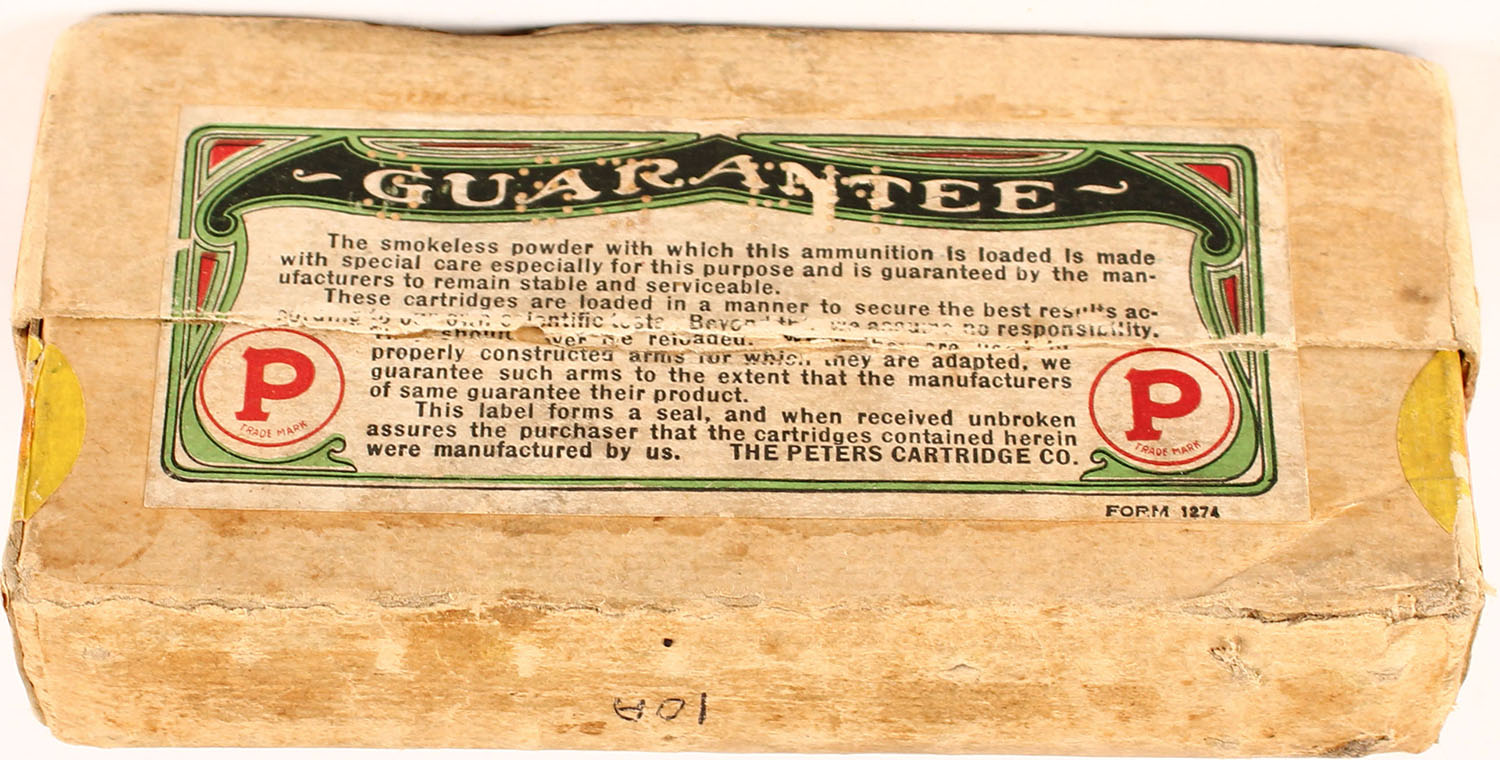 GUARANTEE
The smokeless powder with which this ammunition is loaded is made
with special care especially for this purpose and is guaranteed by the man-
ufacturers to remain stable and serviceable.
These cartridges are loaded in a manner to secure the best results ac-
scientific tests. Beyond this we assume no responsibility.
reloaded.
properly constructed arms for which they are adapted, we
guarantee such arms to the extent that the manufacturers
of same guarantee their product.
This label forms a seal, and when received unbroken
assures the purchaser that the cartridges contained herein
were manufactured by us. THE PETERS CARTRIDGE CO.
P
TRADE MARK
P
TRADE MARK
FORM 1274